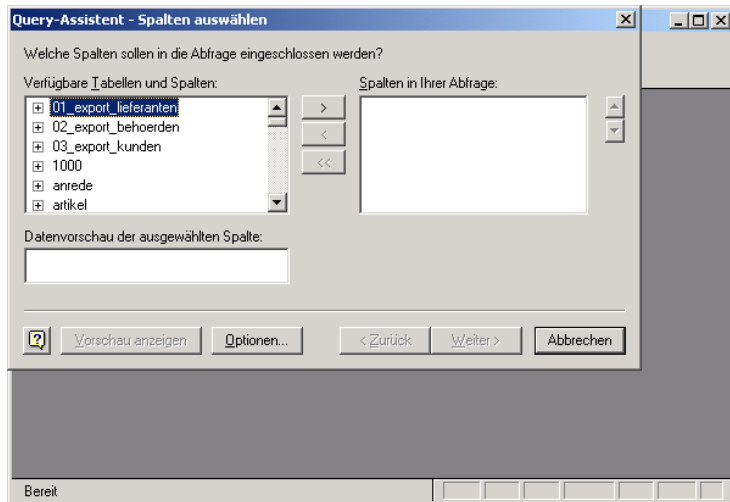 Query-Assistent - Spalten auswählen
Welche Spalten sollen in die Abfrage eingeschlossen werden?
Verfügbare Tabellen und Spalten:
Spalten in Ihrer Abfrage:
01_export_lieferanten
02_export_behoerden
03_export_kunden
1000
anrede
artikel
>
<
<<
Datenvorschau der ausgewählten Spalte:
Vorschau anzeigen
Optionen...
< Zurück
Weiter >
Abbrechen
Bereit